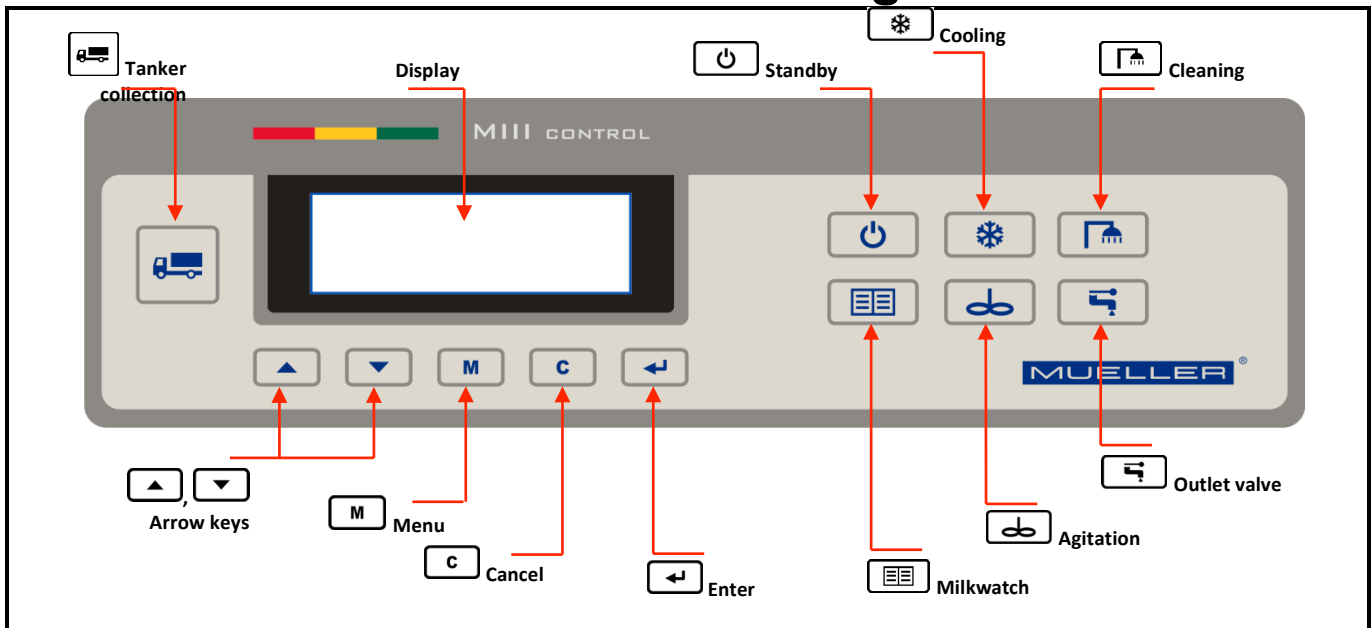 Cooling
Tanker
collection
Display
Standby
Cleaning
MIII CONTROL
M
C
MUELLER®
,
Arrow keys
M
Menu
C
Cancel
Enter
Outlet valve
Agitation
Milkwatch